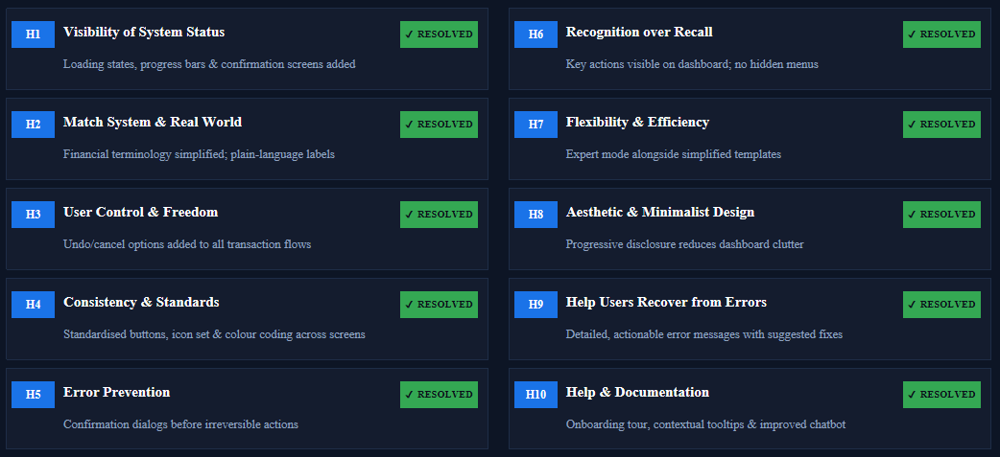 H1 Visibility of System Status ✓ RESOLVED
Loading states, progress bars & confirmation screens added
H2 Match System & Real World ✓ RESOLVED
Financial terminology simplified; plain-language labels
H3 User Control & Freedom ✓ RESOLVED
Undo/cancel options added to all transaction flows
H4 Consistency & Standards ✓ RESOLVED
Standardised buttons, icon set & colour coding across screens
H5 Error Prevention ✓ RESOLVED
Confirmation dialogs before irreversible actions
H6 Recognition over Recall ✓ RESOLVED
Key actions visible on dashboard; no hidden menus
H7 Flexibility & Efficiency ✓ RESOLVED
Expert mode alongside simplified templates
H8 Aesthetic & Minimalist Design ✓ RESOLVED
Progressive disclosure reduces dashboard clutter
H9 Help Users Recover from Errors ✓ RESOLVED
Detailed, actionable error messages with suggested fixes
H10 Help & Documentation ✓ RESOLVED
Onboarding tour, contextual tooltips & improved chatbot